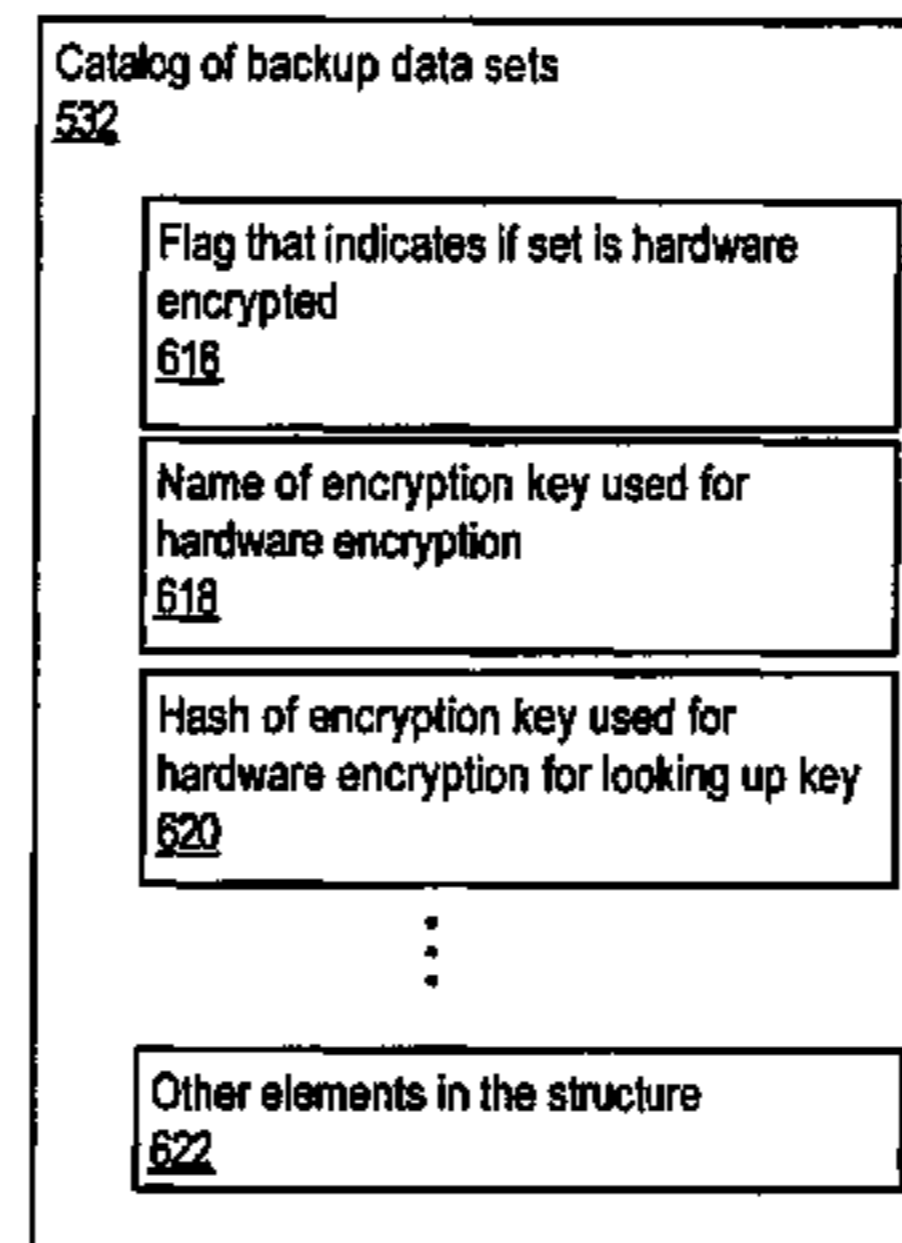 Catalog of backup data sets
532
Flag that indicates if set is hardware
encrypted
616
Name of encryption key used for
hardware encryption
618
Hash of encryption key used for
hardware encryption for looking up key
620
Other elements in the structure
622